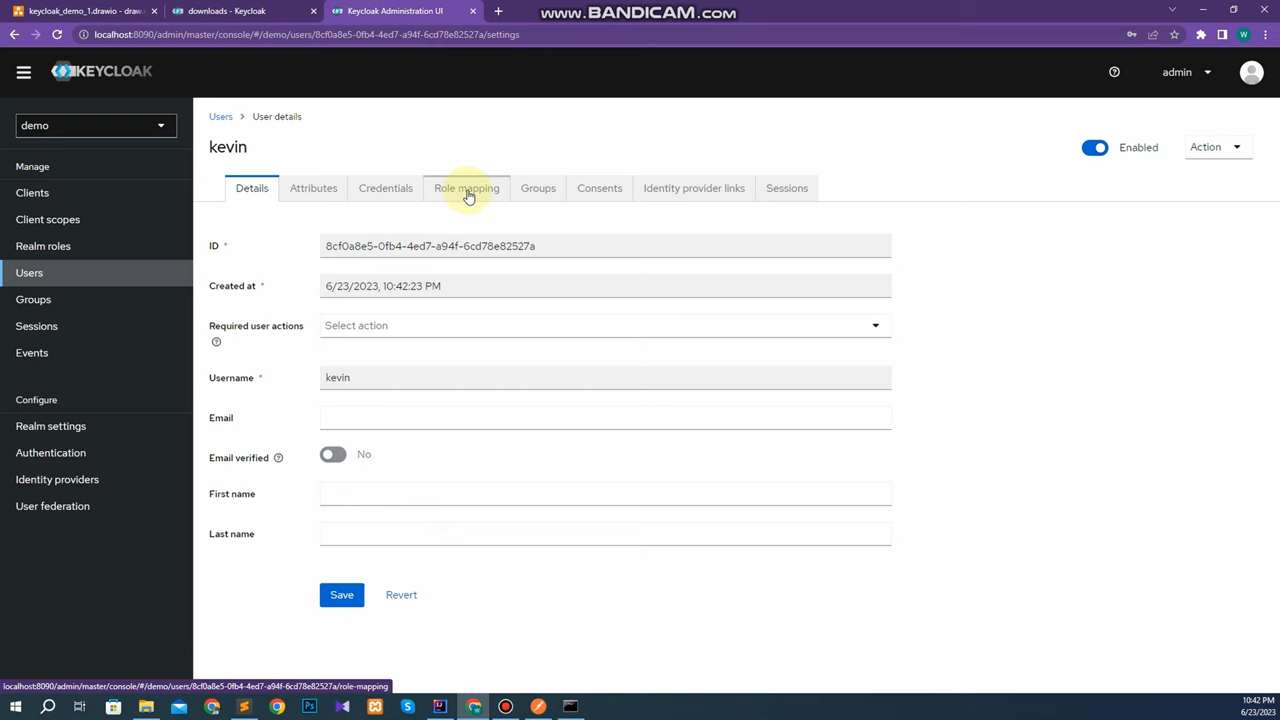 keycloak_demo_1.drawio - draw
downloads - Keycloak
Keycloak Administration UI
www.BANDICAM.com
localhost:8090/admin/master/console/#/demo/users/8cf0a8e5-0fb4-4ed7-a94f-6cd78e82527a/settings
W
KEYCLOAK
admin
demo
Manage
Clients
Client scopes
Realm roles
Users
Groups
Sessions
Events
Configure
Realm settings
Authentication
Identity providers
User federation
Users > User details
kevin
Enabled
Action
Details Attributes Credentials Role mapping Groups Consents Identity provider links Sessions
ID * 8cf0a8e5-0fb4-4ed7-a94f-6cd78e82527a
Created at * 6/23/2023, 10:42:23 PM
Required user actions Select action
Username * kevin
Email
Email verified No
First name
Last name
Save Revert
localhost:8090/admin/master/console/#/demo/users/8cf0a8e5-0fb4-4ed7-a94f-6cd78e82527a/role-mapping
10:42 PM
6/23/2023